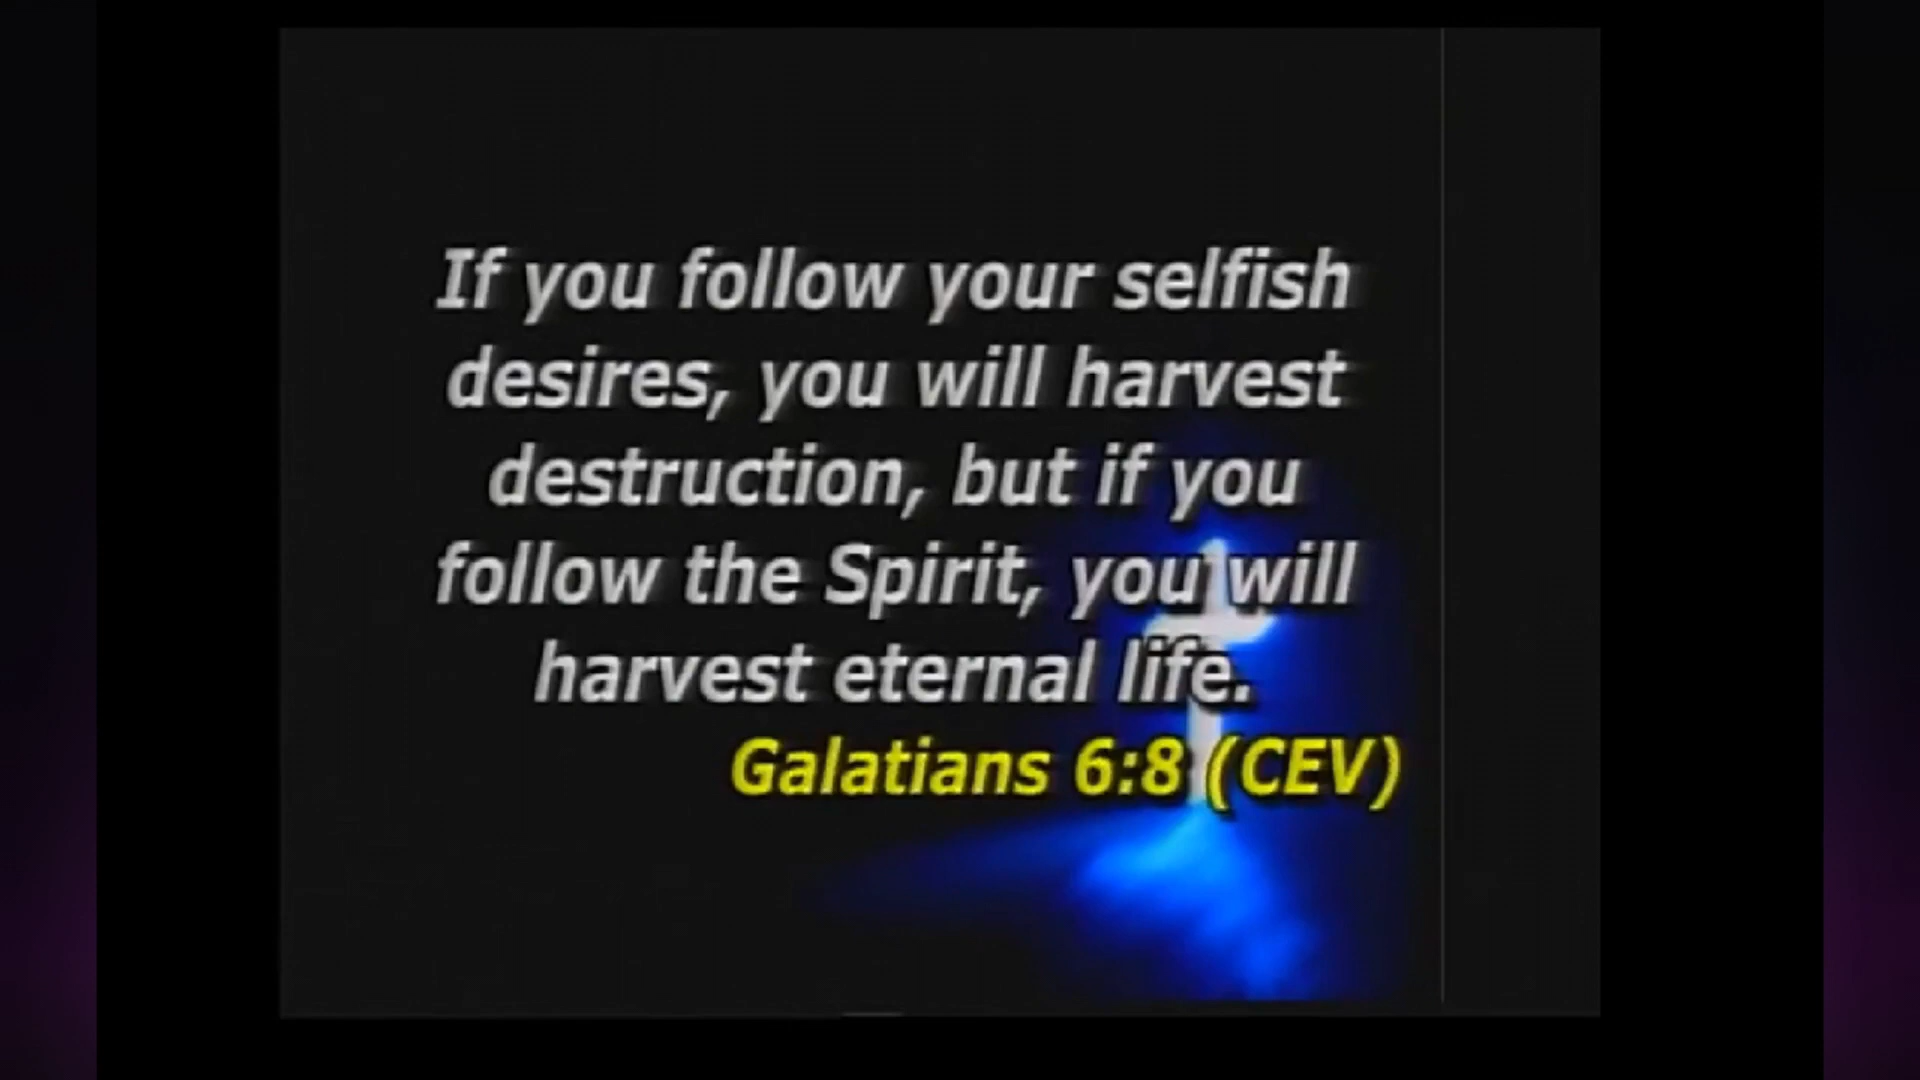 If you follow your selfish
desires, you will harvest
destruction, but if you
follow the Spirit, you will
harvest eternal life.
Galatians 6:8 (CEV)